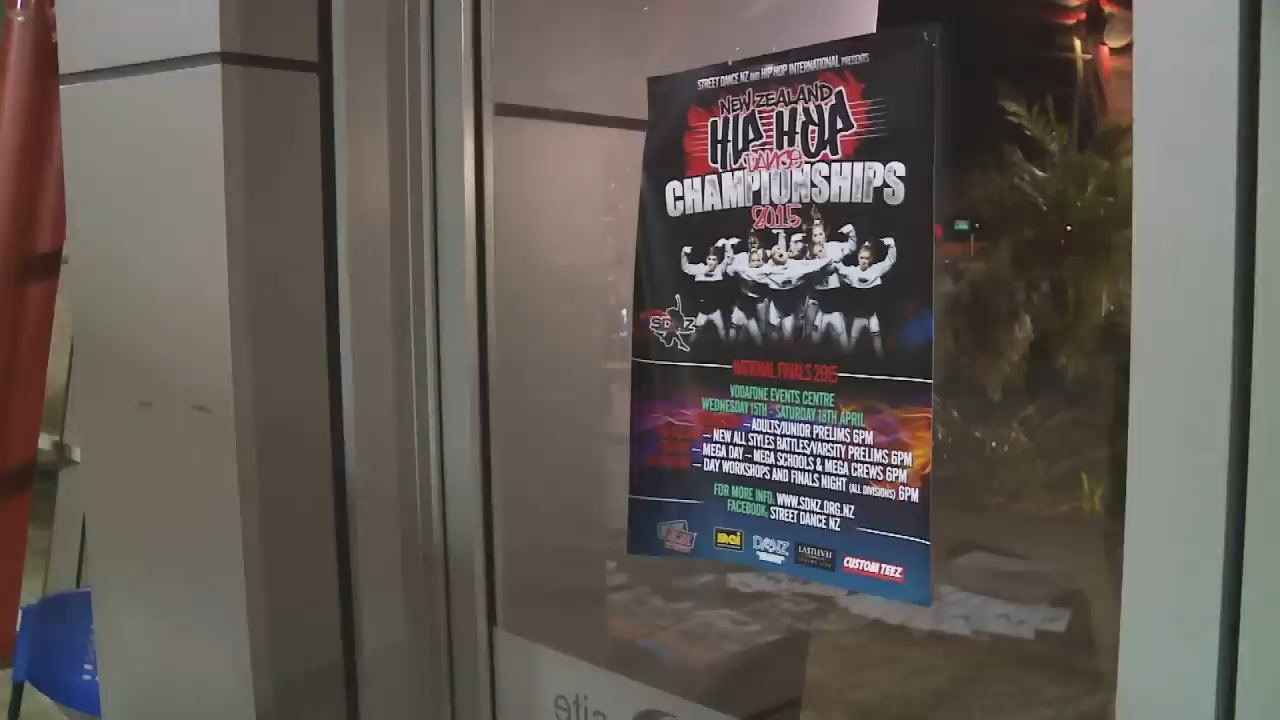 STREET DANCE NZ AND HIP HOP INTERNATIONAL PRESENTS
NEW ZEALAND
HIP HOP
DANCE
CHAMPIONSHIPS
2015
SDNZ
NATIONAL FINALS 2015
VODAFONE EVENTS CENTRE
WEDNESDAY 15TH - SATURDAY 18TH APRIL
- ADULTS/JUNIOR PRELIMS 6PM
- NEW ALL STYLES BATTLES/VARSITY PRELIMS 6PM
- MEGA DAY - MEGA SCHOOLS & MEGA CREWS 6PM
- DAY WORKSHOPS AND FINALS NIGHT (ALL DIVISIONS) 6PM
FOR MORE INFO: WWW.SDNZ.ORG.NZ
FACEBOOK: STREET DANCE NZ
mai
LASTLEVEL
CUSTOM TEEZ
site